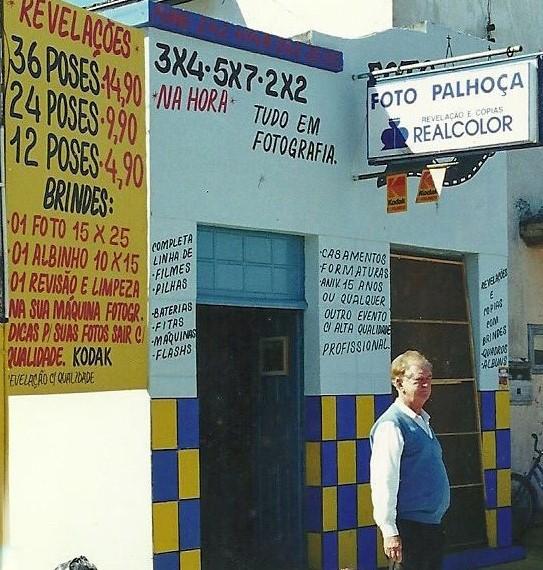 REVELAÇÕES
36 POSES-14,90
24 POSES-9,90
12 POSES-4,90
BRINDES:
·01 FOTO 15 X 25
·01 ALBINHO 10 X 15
01 REVISÃO E LIMPEZA
NA SUA MÁQUINA FOTOGR.
DICAS P/ SUAS FOTOS SAIR C/
QUALIDADE. KODAK
EVELAÇÃO C/ QUALIDADE
3X4·5X7·2X2
*NA HORA*
TUDO EM
FOTOGRAFIA.
FOTO PALHOÇA
REVELAÇÃO E CÓPIAS
REALCOLOR
Kodak
Kodak
COMPLETA
LINHA DE
·FILMES
·PILHAS
·BATERIAS
·FITAS
·MÁQUINAS
·FLASHS
·CASAMENTOS
·FORMATURAS
·ANIV. 15 ANOS
OU QUALQUER
OUTRO EVENTO
C/ ALTA QUALIDADE
PROFISSIONAL.
·REVELAÇÕES
E
CÓPIAS
COM
BRINDES
·QUADROS
·ALBUNS